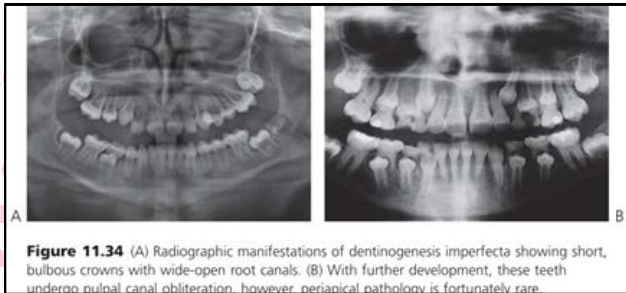 A
B
Figure 11.34 (A) Radiographic manifestations of dentinogenesis imperfecta showing short,
bulbous crowns with wide-open root canals. (B) With further development, these teeth
undergo pulpal canal obliteration, however, periapical pathology is fortunately rare.